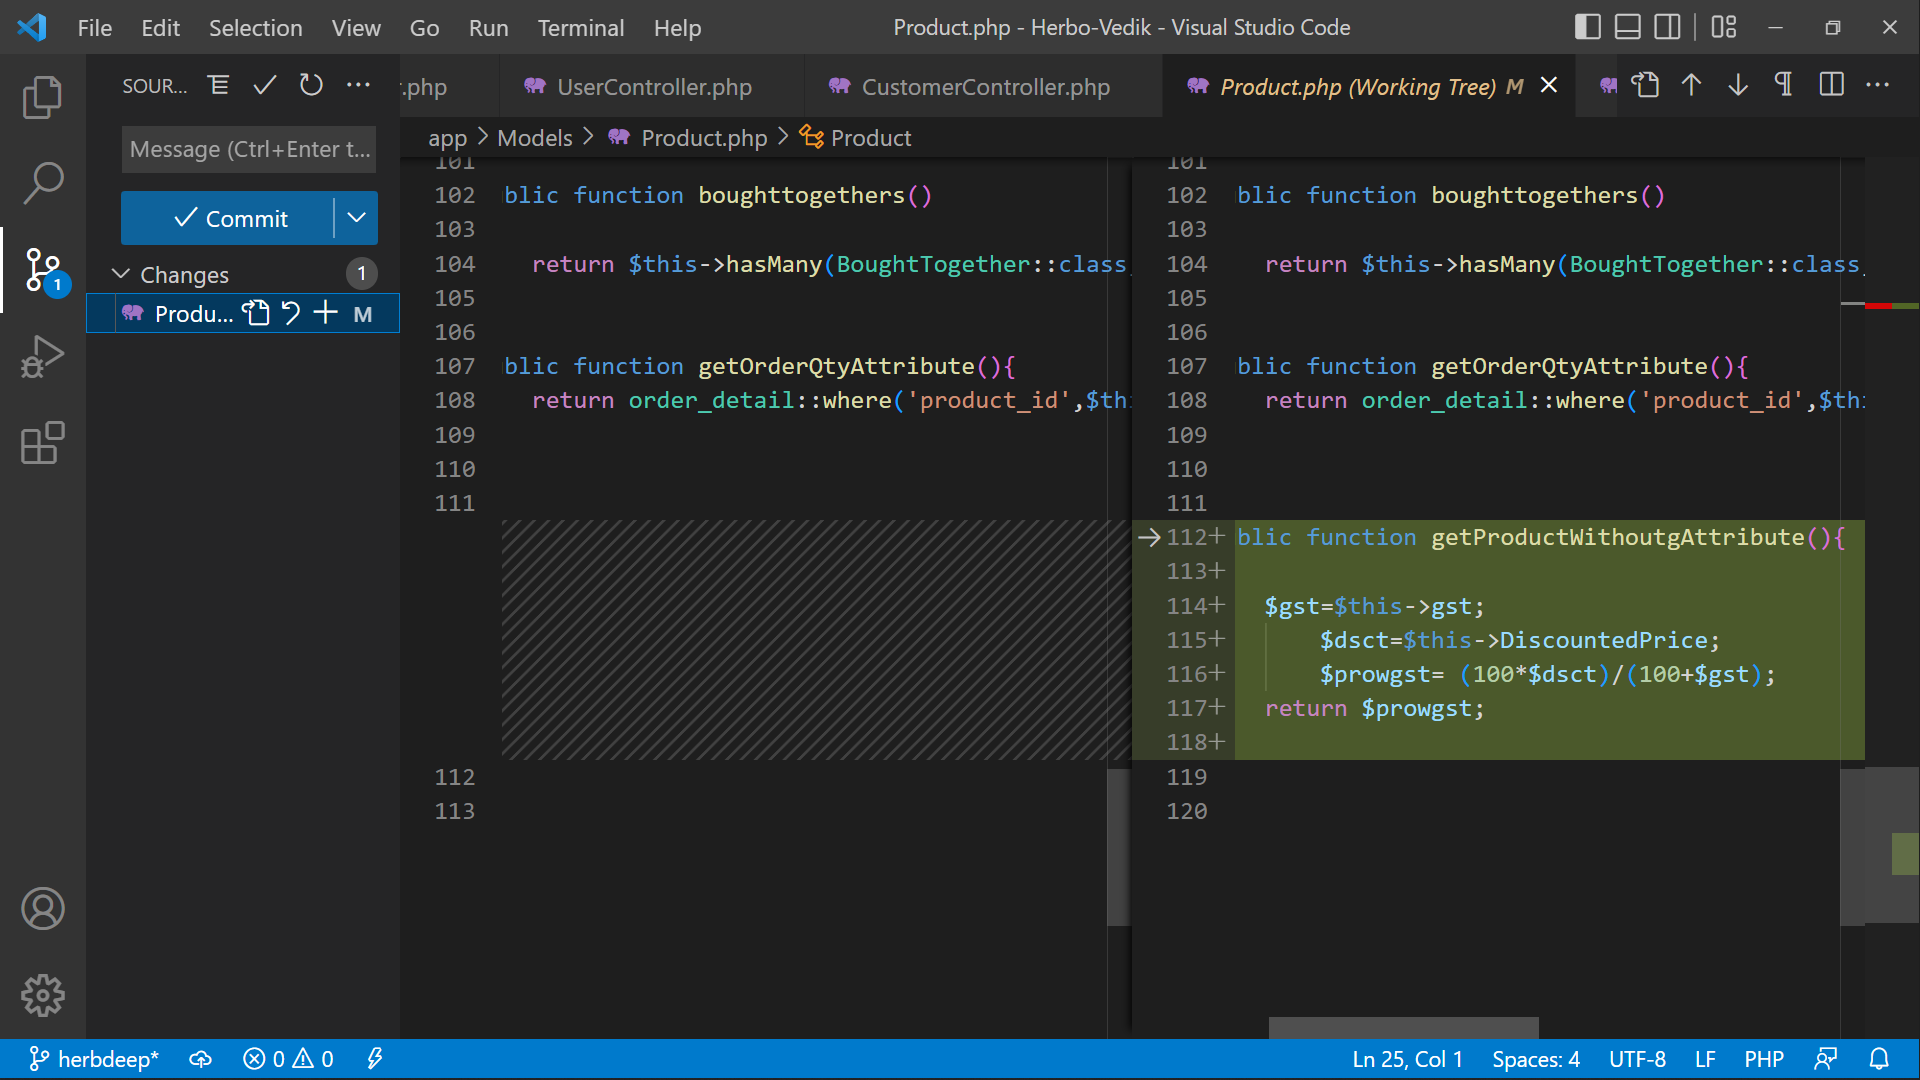 File Edit Selection View Go Run Terminal Help
Product.php - Herbo-Vedik - Visual Studio Code
SOUR...
.php UserController.php CustomerController.php Product.php (Working Tree) M
app > Models > Product.php > Product
Message (Ctrl+Enter t...
Commit
Changes 1
Produ... M
1
101
102 blic function boughttogethers()
103
104 return $this->hasMany(BoughtTogether::class
105
106
107 blic function getOrderQtyAttribute(){
108 return order_detail::where('product_id',$thi
109
110
111
112
113
101
102 blic function boughttogethers()
103
104 return $this->hasMany(BoughtTogether::class,
105
106
107 blic function getOrderQtyAttribute(){
108 return order_detail::where('product_id',$thi
109
110
111
112+ blic function getProductWithoutgAttribute(){
113+
114+ $gst=$this->gst;
115+ $dsct=$this->DiscountedPrice;
116+ $prowgst= (100*$dsct)/(100+$gst);
117+ return $prowgst;
118+
119
120
herbdeep* 0 0
Ln 25, Col 1 Spaces: 4 UTF-8 LF PHP